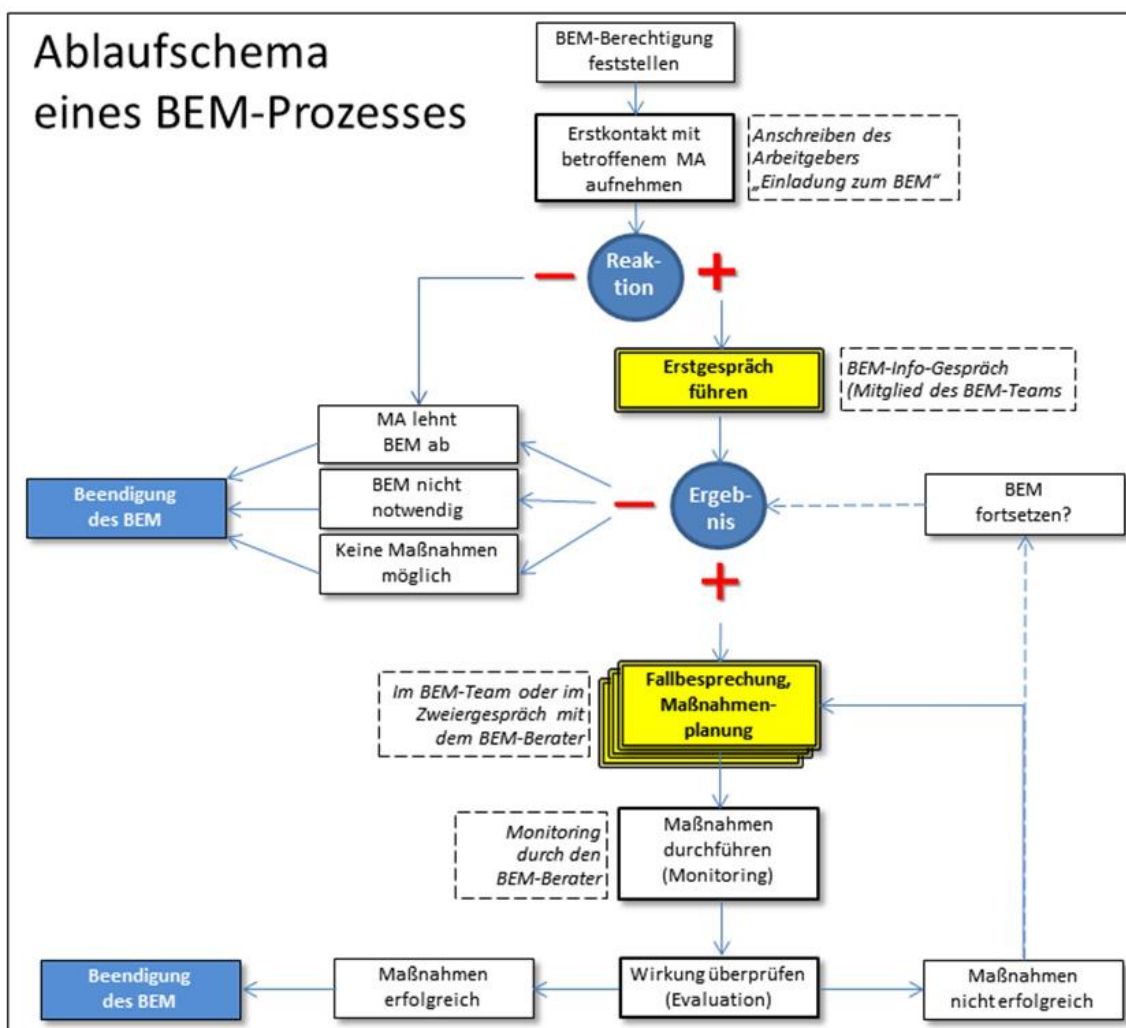 Ablaufschema
eines BEM-Prozesses
BEM-Berechtigung
feststellen
Erstkontakt mit
betroffenem MA
aufnehmen
Anschreiben des
Arbeitgebers
„Einladung zum BEM“
Reak-
tion
Erstgespräch
führen
BEM-Info-Gespräch
(Mitglied des BEM-Teams
MA lehnt
BEM ab
BEM nicht
notwendig
Keine Maßnahmen
möglich
Beendigung
des BEM
Ergeb-
nis
BEM
fortsetzen?
Im BEM-Team oder im
Zweiergespräch mit
dem BEM-Berater
Fallbesprechung,
Maßnahmen-
planung
Monitoring
durch den
BEM-Berater
Maßnahmen
durchführen
(Monitoring)
Beendigung
des BEM
Maßnahmen
erfolgreich
Wirkung überprüfen
(Evaluation)
Maßnahmen
nicht erfolgreich